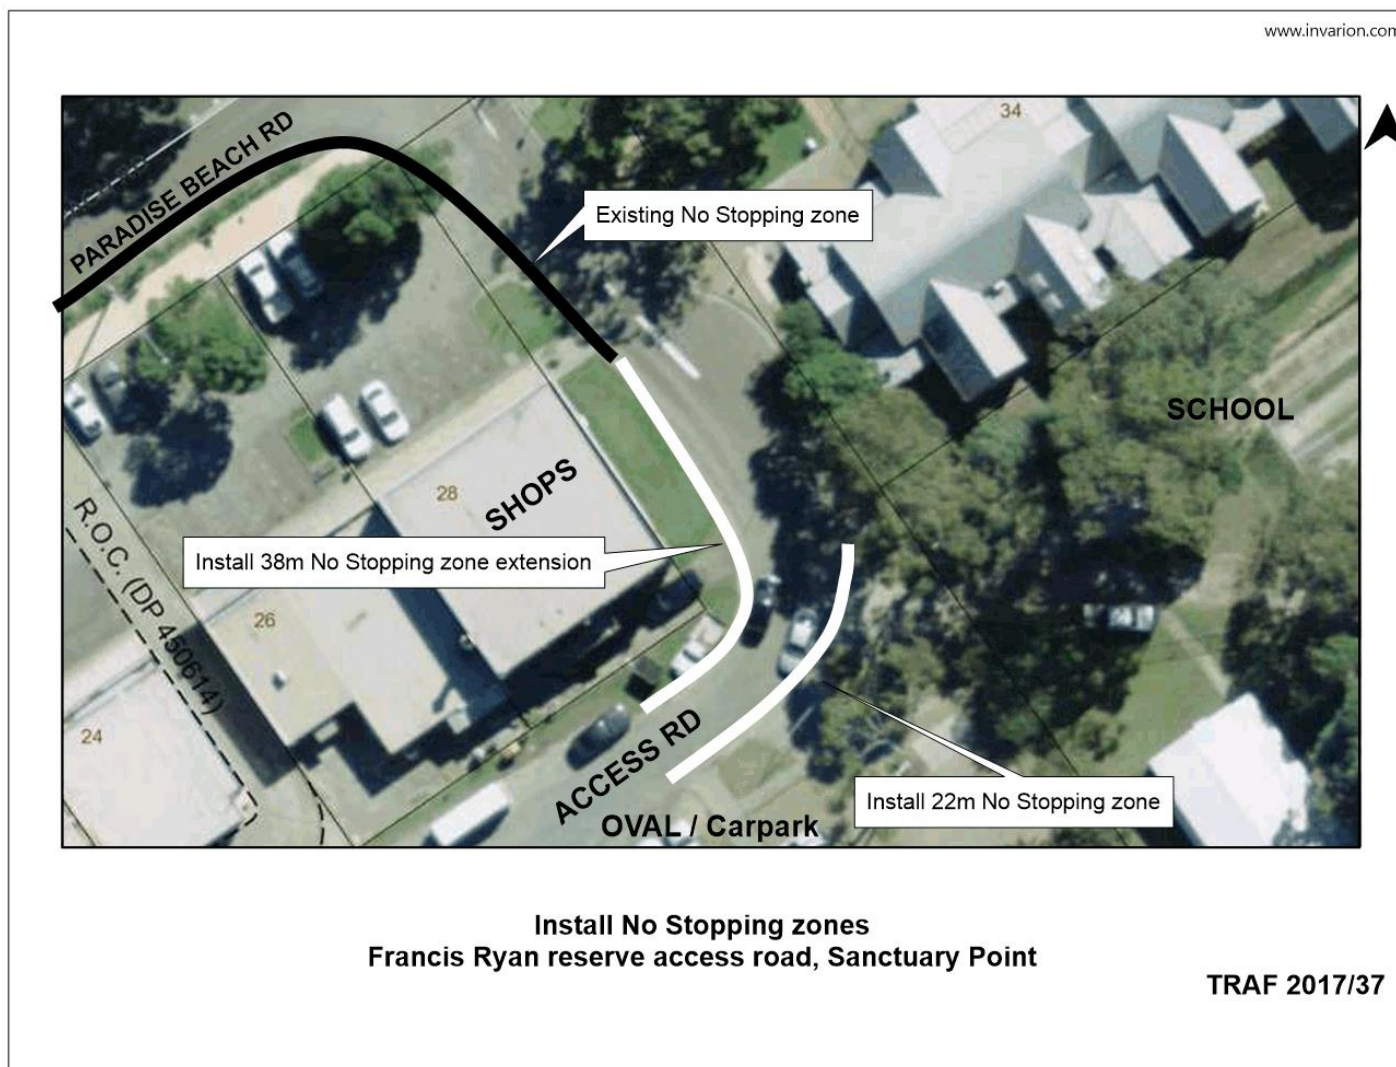 www.invarion.com
34
PARADISE BEACH RD
Existing No Stopping zone
SCHOOL
28
SHOPS
R.O.C. (DP 450614)
Install 38m No Stopping zone extension
26
24
ACCESS RD
Install 22m No Stopping zone
OVAL / Carpark
Install No Stopping zones
Francis Ryan reserve access road, Sanctuary Point
TRAF 2017/37